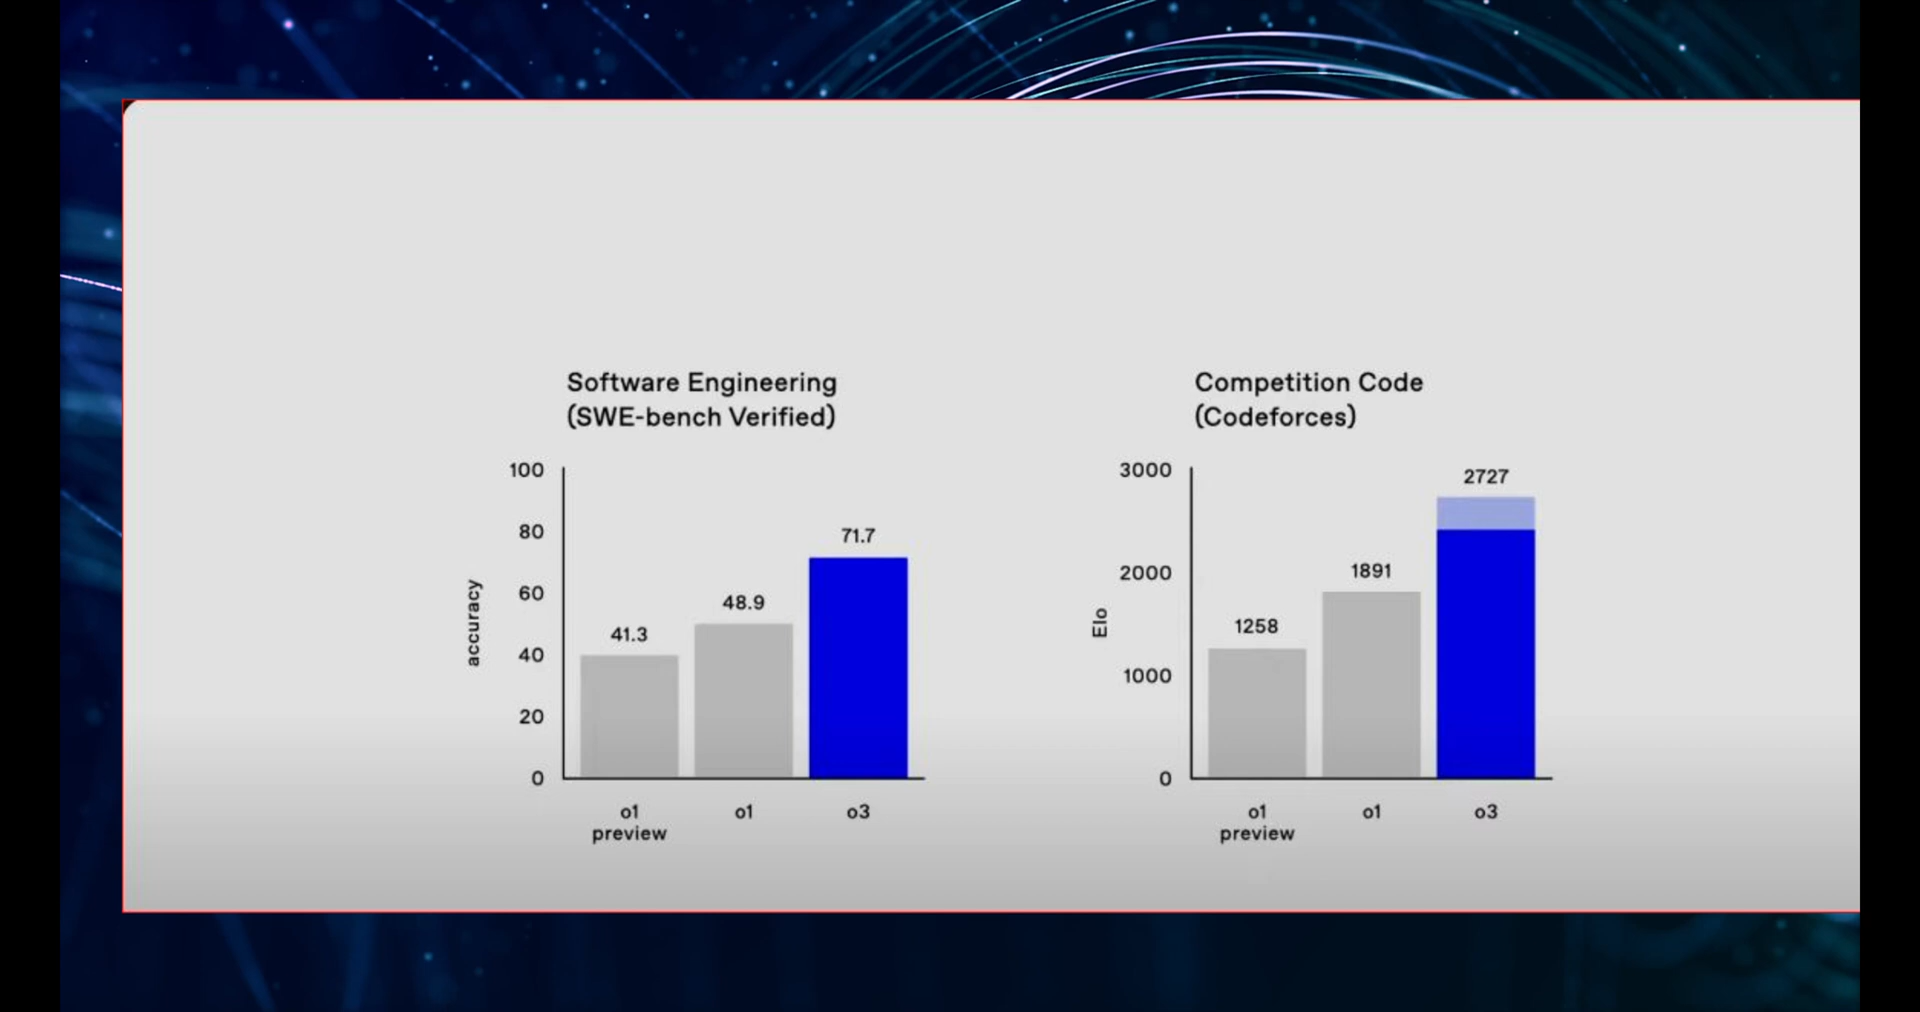 Software Engineering
(SWE-bench Verified)
100
80
60
40
20
0
accuracy
41.3
48.9
71.7
o1
preview
o1
o3
Competition Code
(Codeforces)
3000
2000
1000
0
Elo
1258
1891
2727
o1
preview
o1
o3